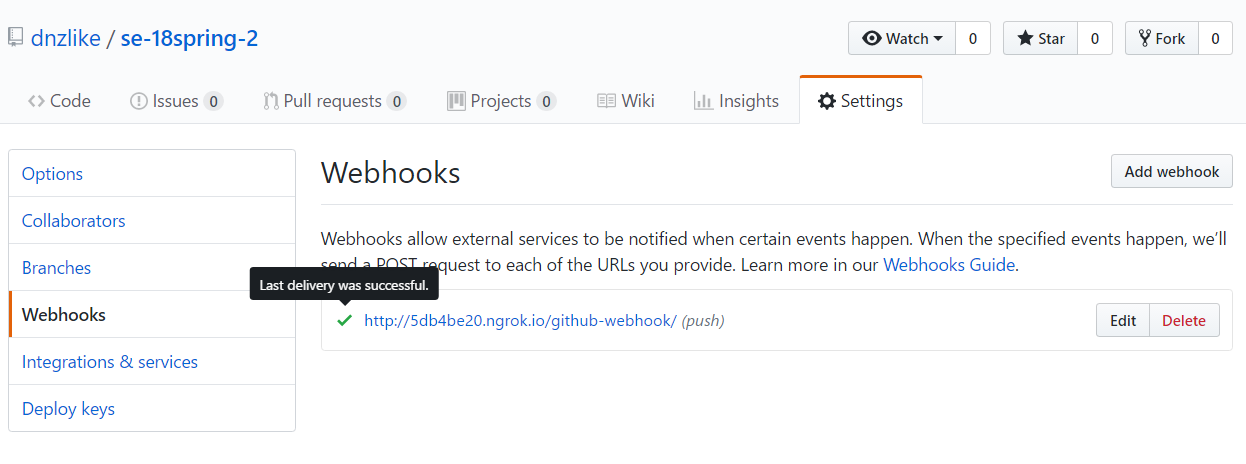 dnzlike / se-18spring-2
Watch 0 Star 0 Fork 0
Code Issues 0 Pull requests 0 Projects 0 Wiki Insights Settings
Options
Collaborators
Branches
Webhooks
Integrations & services
Deploy keys
Webhooks
Add webhook
Webhooks allow external services to be notified when certain events happen. When the specified events happen, we’ll
send a POST request to each of the URLs you provide. Learn more in our Webhooks Guide.
Last delivery was successful.
http://5db4be20.ngrok.io/github-webhook/ (push)
Edit Delete